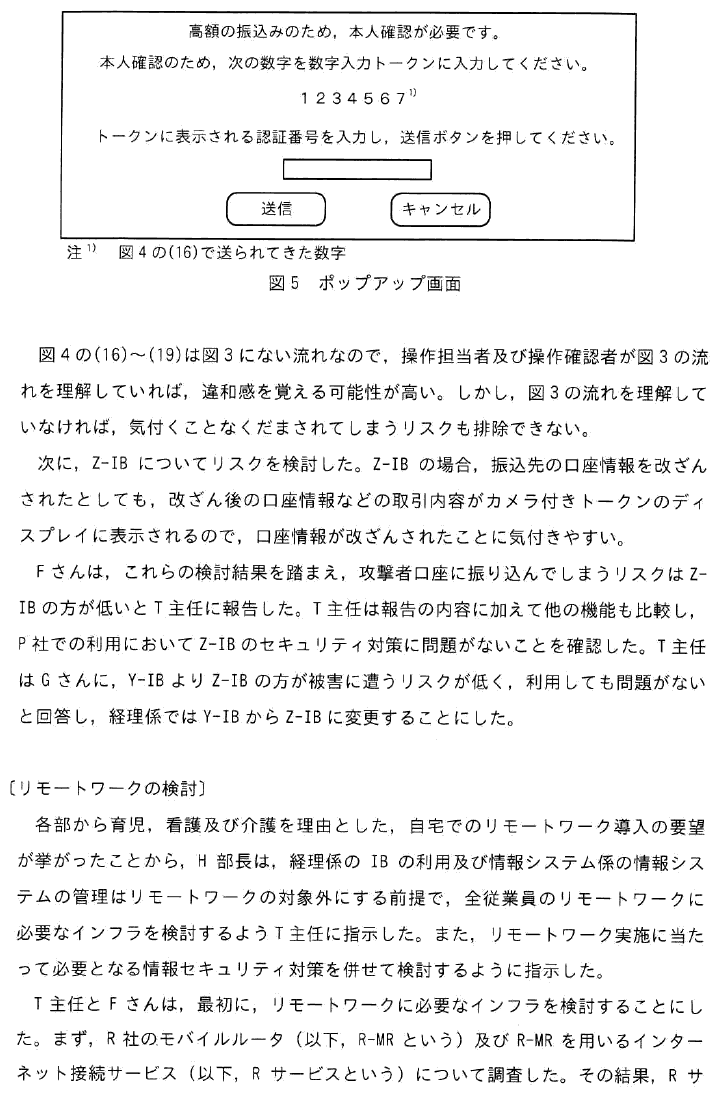 高額の振込みのため，本人確認が必要です。
本人確認のため，次の数字を数字入力トークンに入力してください。
１２３４５６７¹⁾
トークンに表示される認証番号を入力し，送信ボタンを押してください。
送信 キャンセル
注¹⁾ 図４の(16)で送られてきた数字
図５ ポップアップ画面
図４の(16)～(19)は図３にない流れなので，操作担当者及び操作確認者が図３の流
れを理解していれば，違和感を覚える可能性が高い。しかし，図３の流れを理解して
いなければ，気付くことなくだまされてしまうリスクも排除できない。
次に，Z-IB についてリスクを検討した。Z-IB の場合，振込先の口座情報を改ざん
されたとしても，改ざん後の口座情報などの取引内容がカメラ付きトークンのディ
スプレイに表示されるので，口座情報が改ざんされたことに気付きやすい。
Ｆさんは，これらの検討結果を踏まえ，攻撃者口座に振り込んでしまうリスクは Z-
IB の方が低いとＴ主任に報告した。Ｔ主任は報告の内容に加えて他の機能も比較し，
Ｐ社での利用において Z-IB のセキュリティ対策に問題がないことを確認した。Ｔ主任
はＧさんに，Y-IB より Z-IB の方が被害に遭うリスクが低く，利用しても問題がない
と回答し，経理係では Y-IB から Z-IB に変更することにした。
〔リモートワークの検討〕
各部から育児，看護及び介護を理由とした，自宅でのリモートワーク導入の要望
が挙がったことから，Ｈ部長は，経理係の IB の利用及び情報システム係の情報シス
テムの管理はリモートワークの対象外にする前提で，全従業員のリモートワークに
必要なインフラを検討するようＴ主任に指示した。また，リモートワーク実施に当た
って必要となる情報セキュリティ対策を併せて検討するように指示した。
Ｔ主任とＦさんは，最初に，リモートワークに必要なインフラを検討することにし
た。まず，Ｒ社のモバイルルータ（以下，R-MR という）及び R-MR を用いるインター
ネット接続サービス（以下，Ｒサービスという）について調査した。その結果，Ｒサ